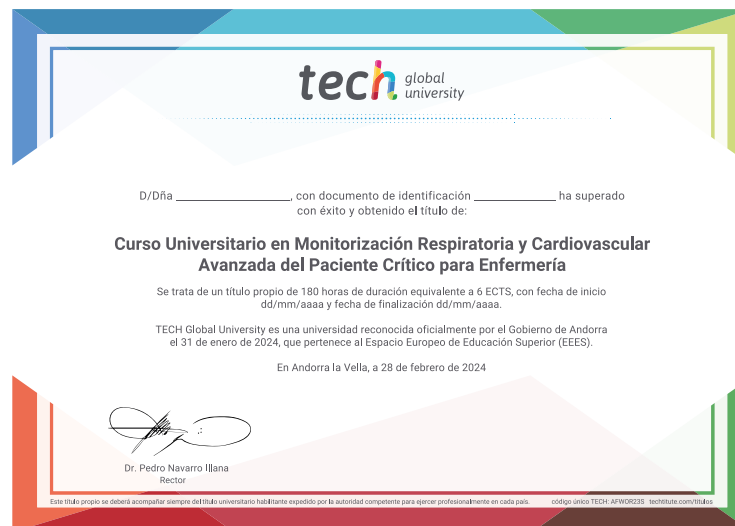 tech global university
D/Dña ____________________, con documento de identificación ______________ ha superado
con éxito y obtenido el título de:
Curso Universitario en Monitorización Respiratoria y Cardiovascular
Avanzada del Paciente Crítico para Enfermería
Se trata de un título propio de 180 horas de duración equivalente a 6 ECTS, con fecha de inicio
dd/mm/aaaa y fecha de finalización dd/mm/aaaa.
TECH Global University es una universidad reconocida oficialmente por el Gobierno de Andorra
el 31 de enero de 2024, que pertenece al Espacio Europeo de Educación Superior (EEES).
En Andorra la Vella, a 28 de febrero de 2024
Dr. Pedro Navarro Illana
Rector
Este título propio se deberá acompañar siempre del título universitario habilitante expedido por la autoridad competente para ejercer profesionalmente en cada país. código único TECH: AFWOR23S techtitute.com/titulos